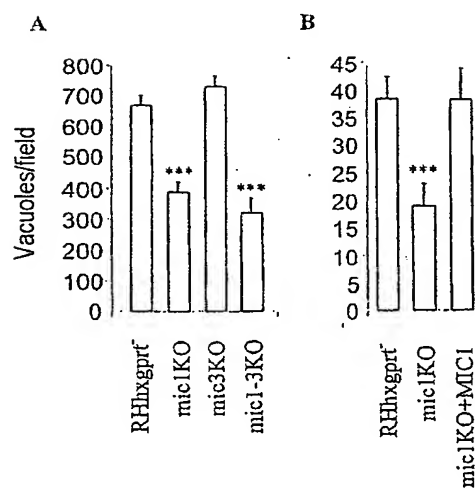 A
B
Vacuoles/field
800
700
600
500
400
300
200
100
0
***
***
RHhxgprt-
mic1KO
mic3KO
mic1-3KO
45
40
35
30
25
20
15
10
5
0
***
RHhxgprt-
mic1KO
mic1KO+MIC1